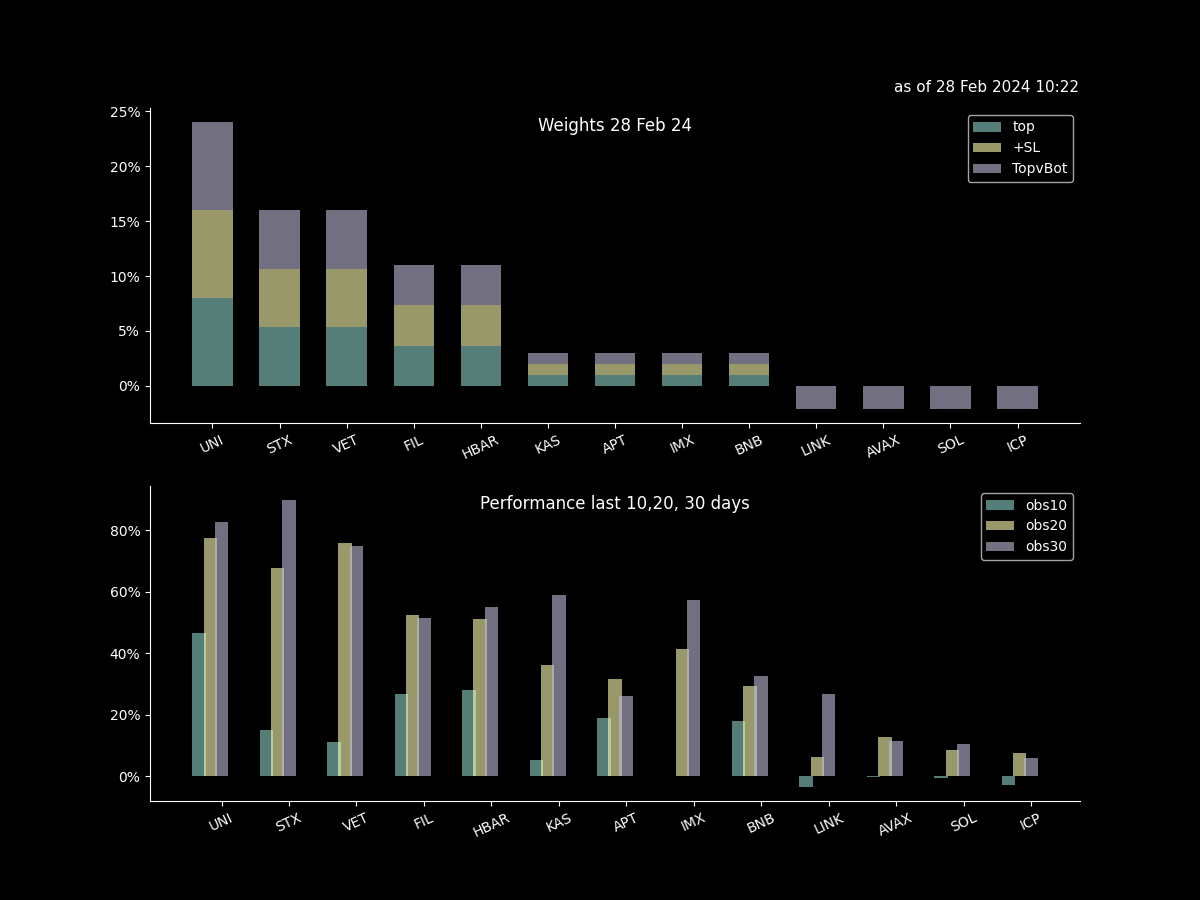 as of 28 Feb 2024 10:22
Weights 28 Feb 24
top
+SL
TopvBot
25%
20%
15%
10%
5%
0%
UNI STX VET FIL HBAR KAS APT IMX BNB LINK AVAX SOL ICP
Performance last 10,20, 30 days
obs10
obs20
obs30
80%
60%
40%
20%
0%
UNI STX VET FIL HBAR KAS APT IMX BNB LINK AVAX SOL ICP